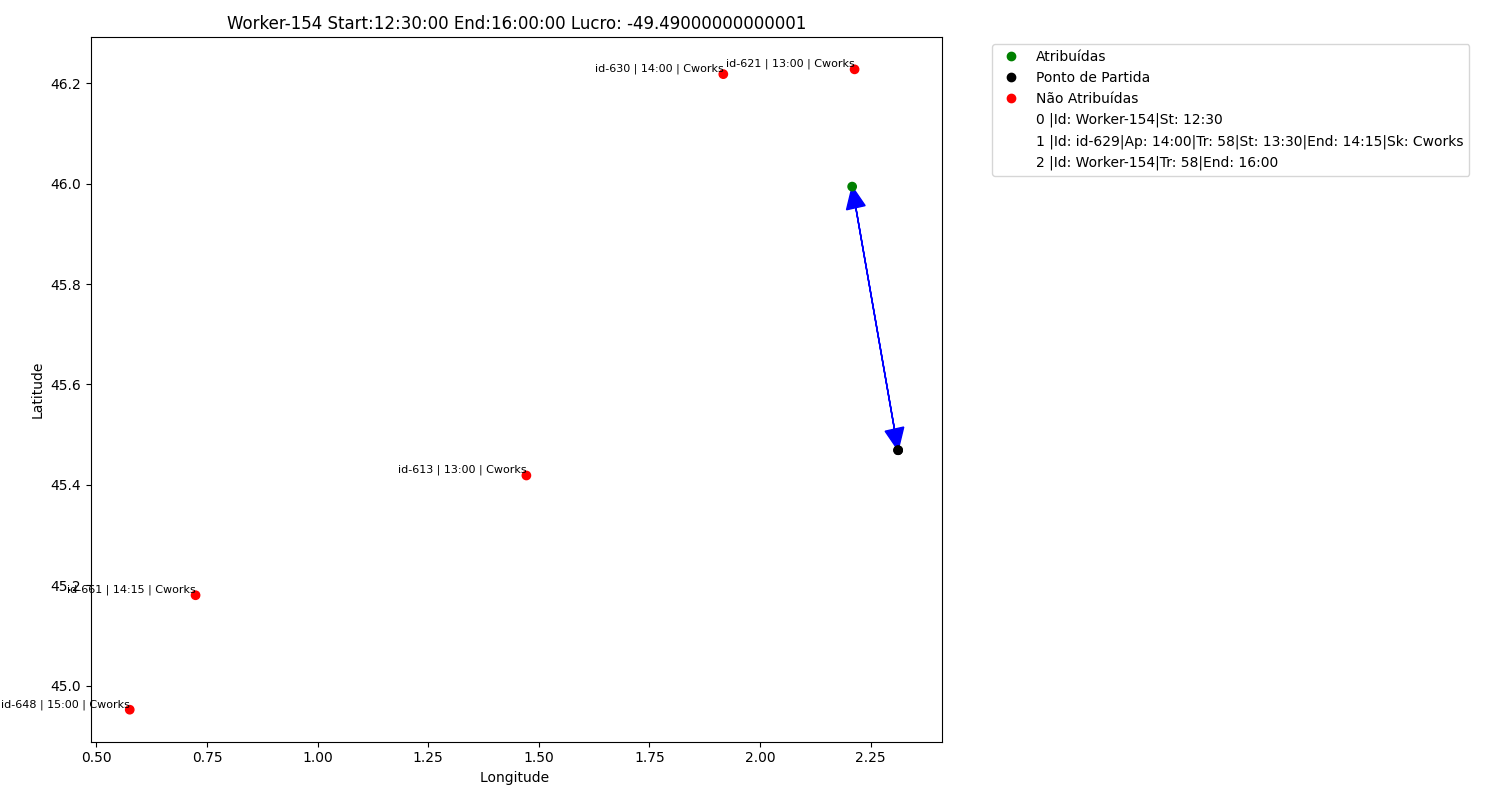 Worker-154 Start:12:30:00 End:16:00:00 Lucro: -49.49000000000001
Atribuídas
Ponto de Partida
Não Atribuídas
0 |Id: Worker-154|St: 12:30
1 |Id: id-629|Ap: 14:00|Tr: 58|St: 13:30|End: 14:15|Sk: Cworks
2 |Id: Worker-154|Tr: 58|End: 16:00
id-630 | 14:00 | Cworks
id-621 | 13:00 | Cworks
id-613 | 13:00 | Cworks
id-661 | 14:15 | Cworks
id-648 | 15:00 | Cworks
46.2
46.0
45.8
45.6
45.4
45.2
45.0
Latitude
0.50 0.75 1.00 1.25 1.50 1.75 2.00 2.25
Longitude